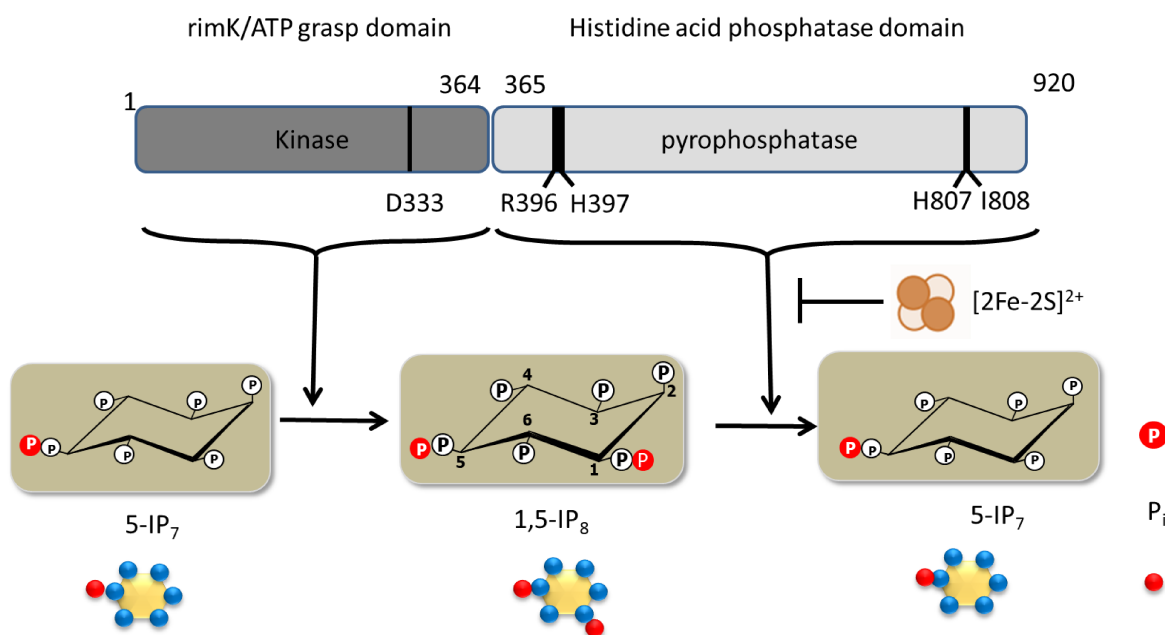 rimK/ATP grasp domain
Histidine acid phosphatase domain
1
364
365
920
Kinase
pyrophosphatase
D333
R396
H397
H807
I808
[2Fe-2S]²⁺
P P P P P P P
P 4 P P 2 3 6 P P 5 P 1 P P
P P P P P P P
P
5-IP₇
1,5-IP₈
5-IP₇
Pᵢ